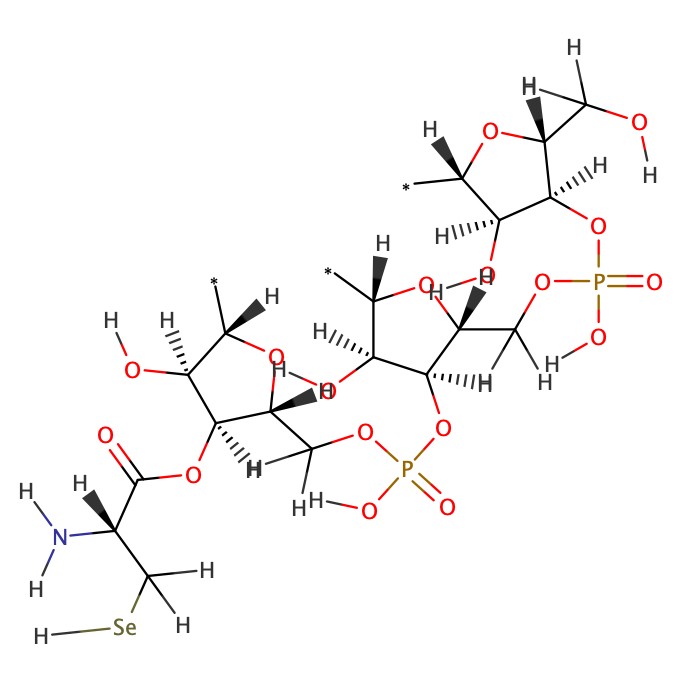 H
H
H O O
H H
*
H O
H
* O H O P O
* O H
H
H H H O
O H
O H H H
O H
O O O
O H H P
H H H H O O
N
H H
H Se H